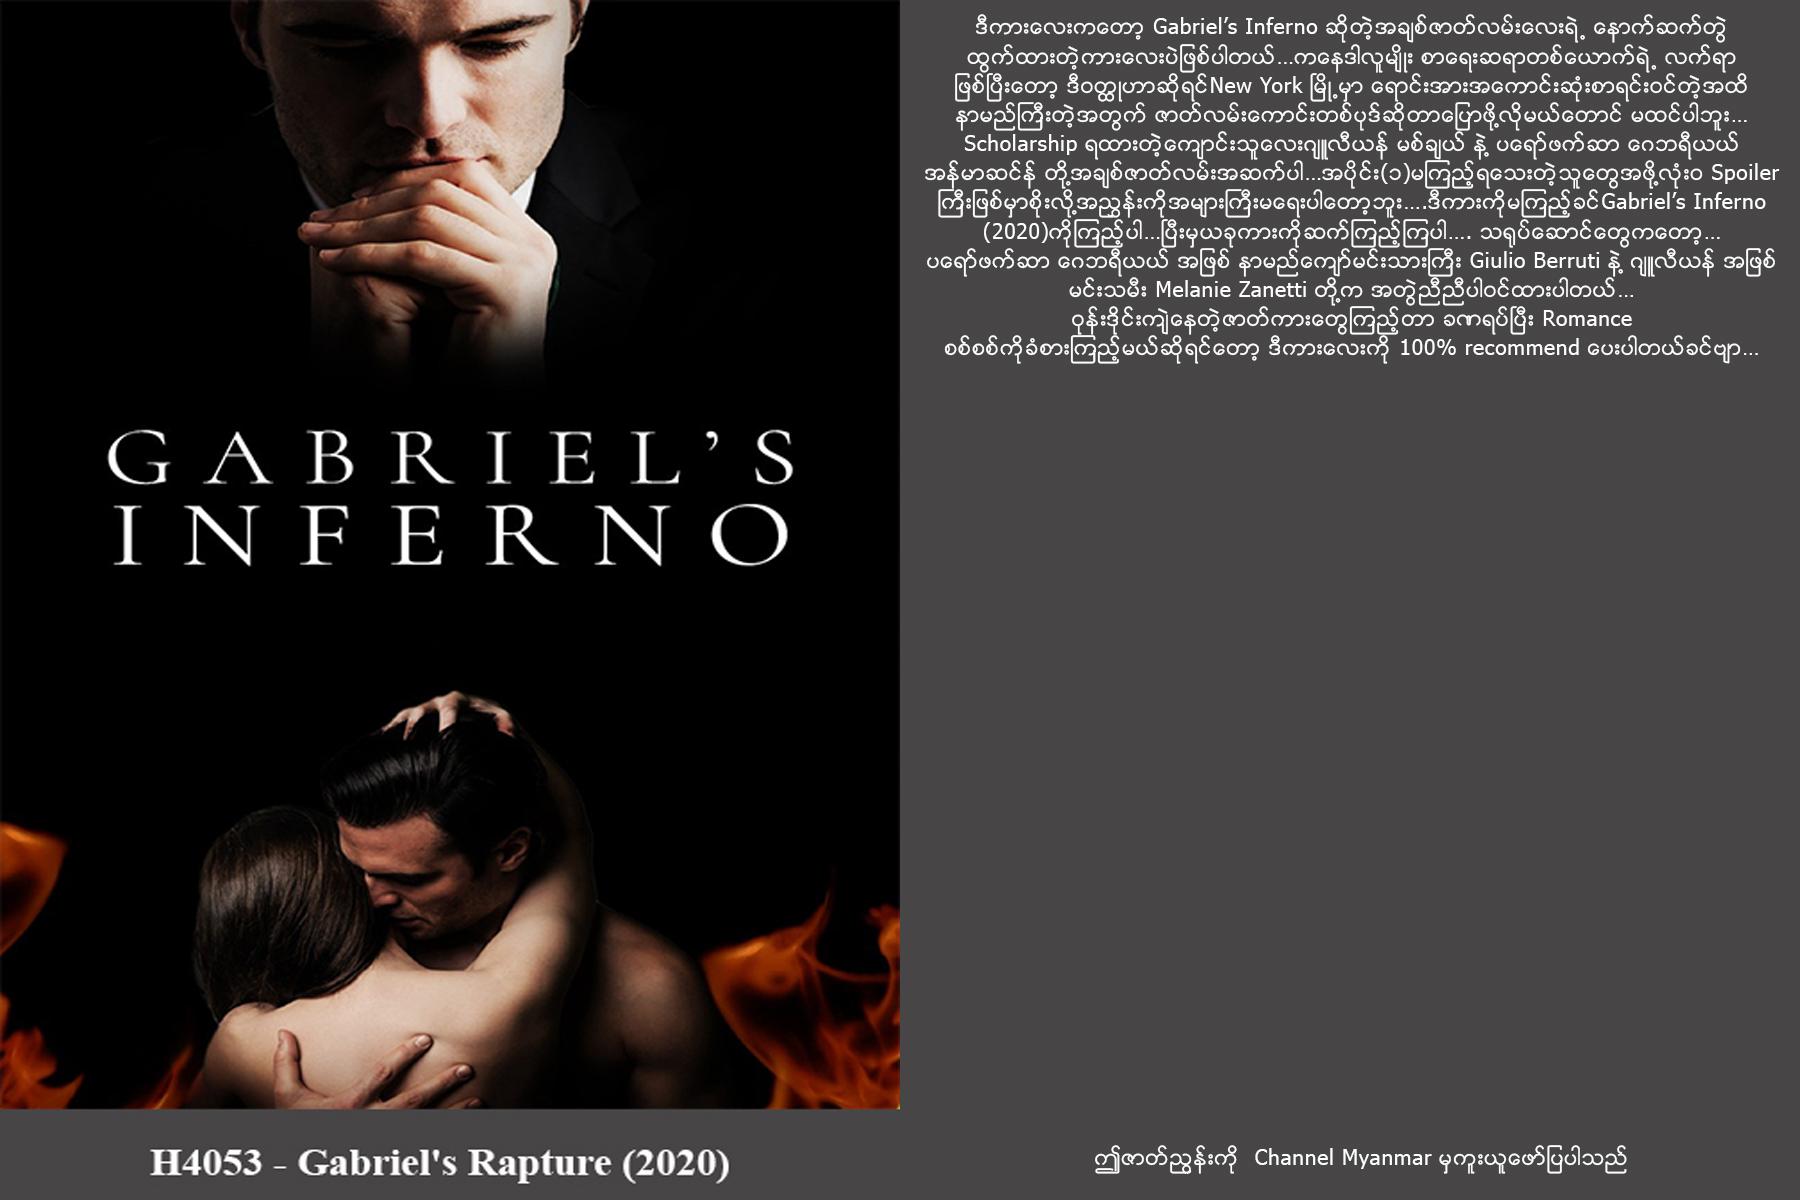 GABRIEL'S
INFERNO
H4053 - Gabriel's Rapture (2020)
ဒီကားလေးကတော့ Gabriel’s Inferno ဆိုတဲ့အချစ်ဇာတ်လမ်းလေးရဲ့ နောက်ဆက်တွဲ
ထွက်ထားတဲ့ကားလေးပဲဖြစ်ပါတယ်...ကနေဒါလူမျိုး စာရေးဆရာတစ်ယောက်ရဲ့ လက်ရာ
ဖြစ်ပြီးတော့ ဒီဝတ္ထုဟာဆိုရင်New York မြို့မှာ ရောင်းအားအကောင်းဆုံးစာရင်းဝင်တဲ့အထိ
နာမည်ကြီးတဲ့အတွက် ဇာတ်လမ်းကောင်းတစ်ပုဒ်ဆိုတာပြောဖို့လိုမယ်တောင် မထင်ပါဘူး...
Scholarship ရထားတဲ့ကျောင်းသူလေးဂျူလီယန် မစ်ချယ် နဲ့ ပရော်ဖက်ဆာ ဂေဘရီယယ်
အန်မာဆင်န် တို့အချစ်ဇာတ်လမ်းအဆက်ပါ...အပိုင်း(၁)မကြည့်ရသေးတဲ့သူတွေအဖို့လုံးဝ Spoiler
ကြီးဖြစ်မှာစိုးလို့အညွှန်းကိုအများကြီးမရေးပါတော့ဘူး....ဒီကားကိုမကြည့်ခင်Gabriel’s Inferno
(2020)ကိုကြည့်ပါ...ပြီးမှယခုကားကိုဆက်ကြည့်ကြပါ.... သရုပ်ဆောင်တွေကတော့...
ပရော်ဖက်ဆာ ဂေဘရီယယ် အဖြစ် နာမည်ကျော်မင်းသားကြီး Giulio Berruti နဲ့ ဂျူလီယန် အဖြစ်
မင်းသမီး Melanie Zanetti တို့က အတွဲညီညီပါဝင်ထားပါတယ်...
ဝုန်းဒိုင်းကျဲနေတဲ့ဇာတ်ကားတွေကြည့်တာ ခဏရပ်ပြီး Romance
စစ်စစ်ကိုခံစားကြည့်မယ်ဆိုရင်တော့ ဒီကားလေးကို 100% recommend ပေးပါတယ်ခင်ဗျာ...
ဤဇာတ်ညွှန်းကို Channel Myanmar မှကူးယူဖော်ပြပါသည်